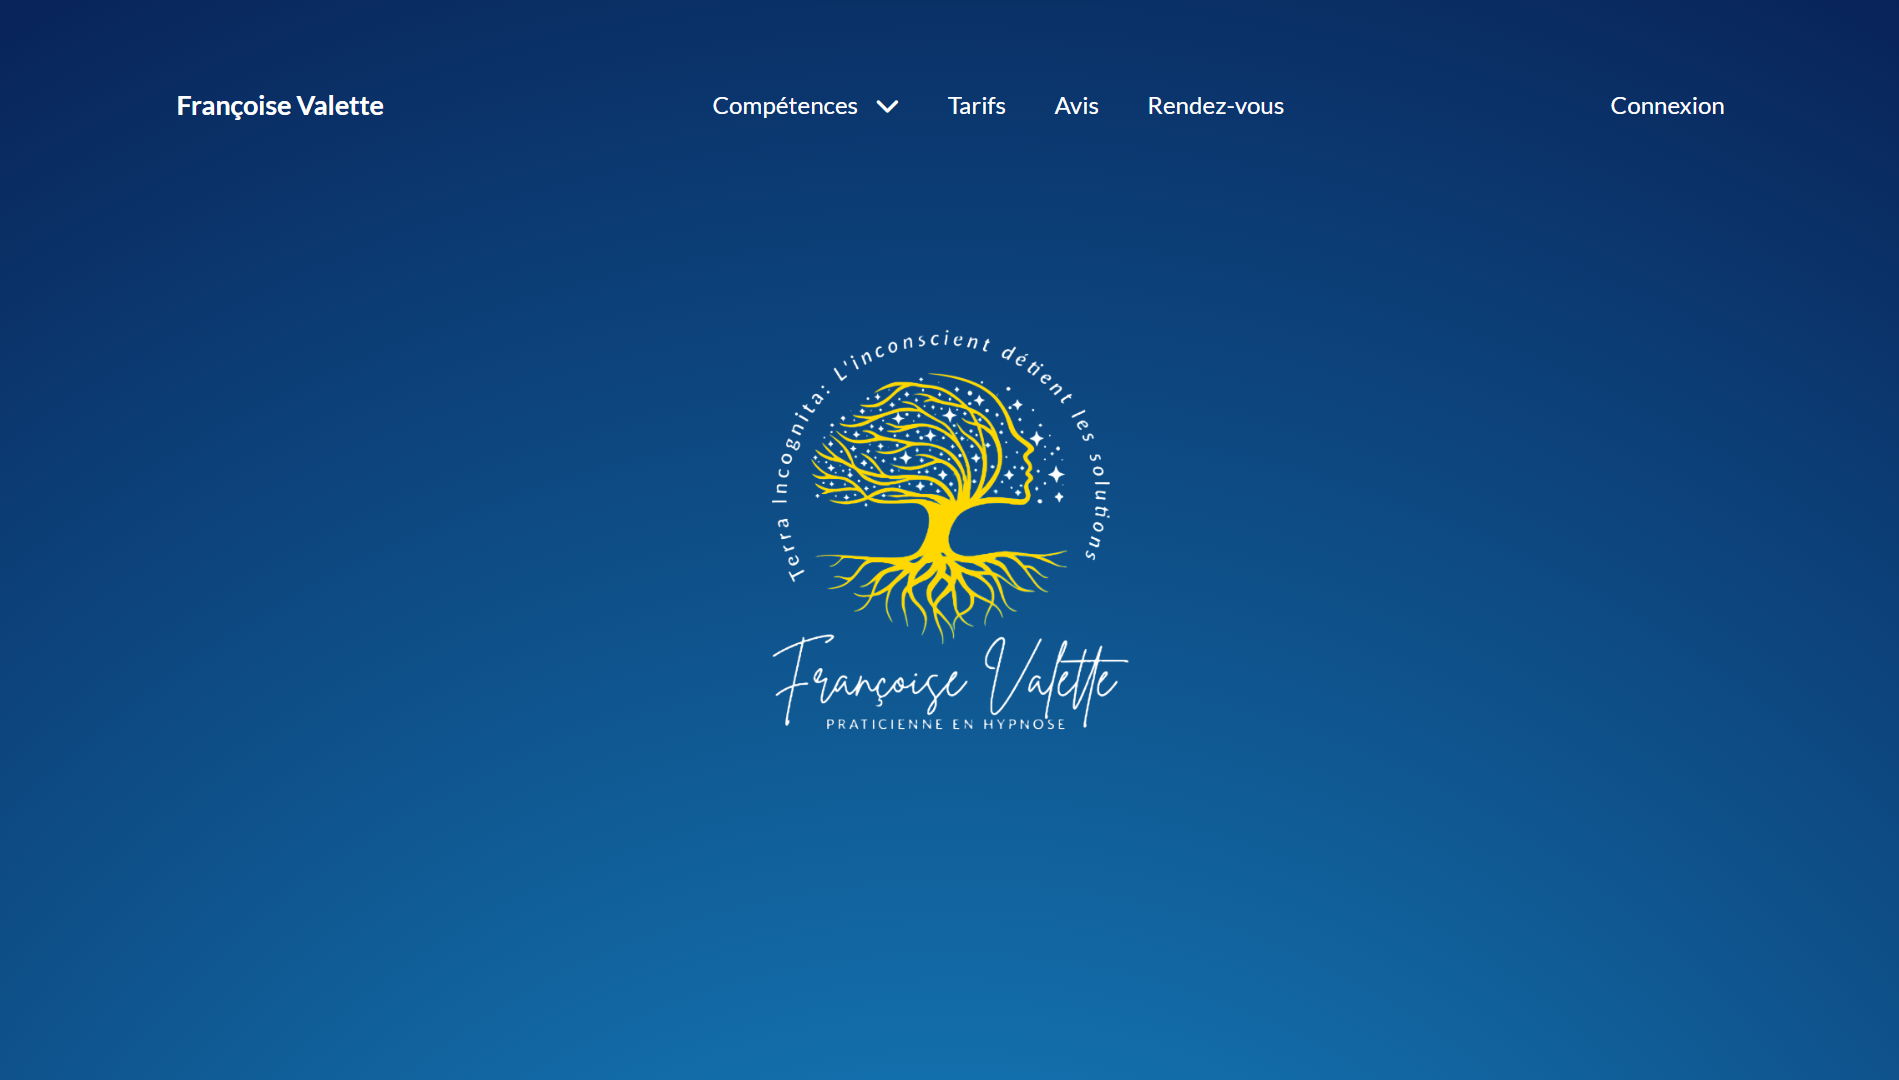 Françoise Valette
Compétences
Tarifs
Avis
Rendez-vous
Connexion
Terra Incognita: L'inconscient détient les solutions
Françoise Valette
PRATICIENNE EN HYPNOSE